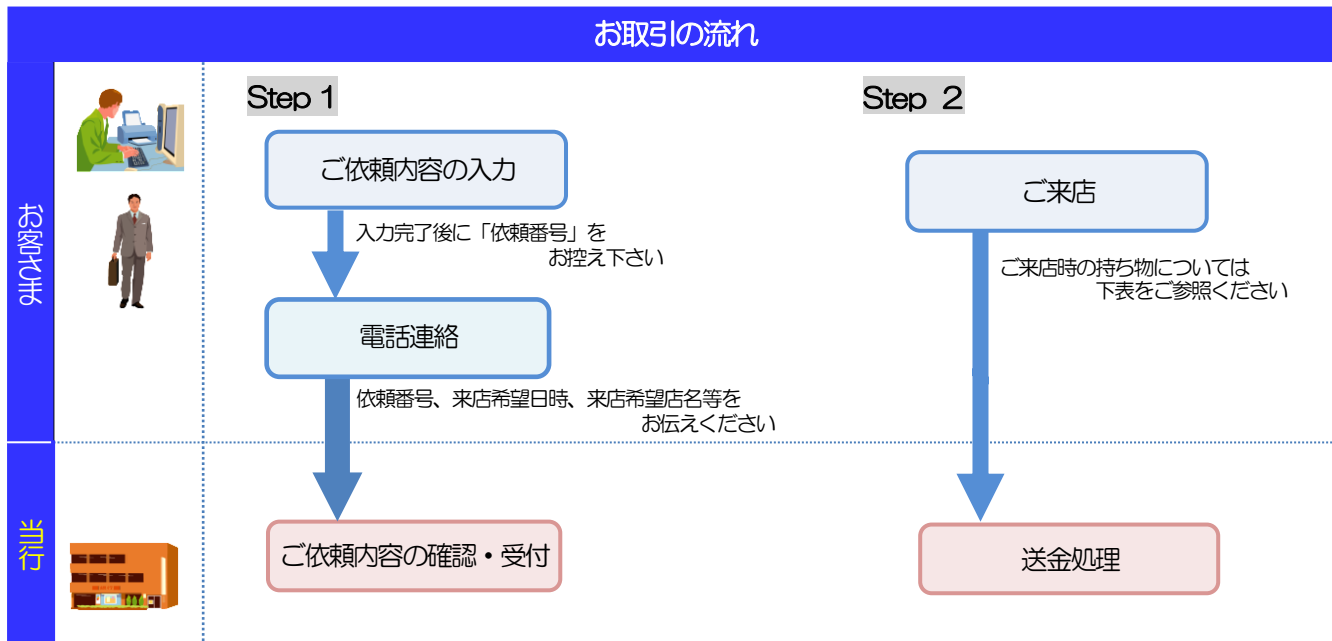 お取引の流れ
お客さま
Step 1
ご依頼内容の入力
入力完了後に「依頼番号」を
お控え下さい
電話連絡
依頼番号、来店希望日時、来店希望店名等を
お伝えください
Step 2
ご来店
ご来店時の持ち物については
下表をご参照ください
当行
ご依頼内容の確認・受付
送金処理